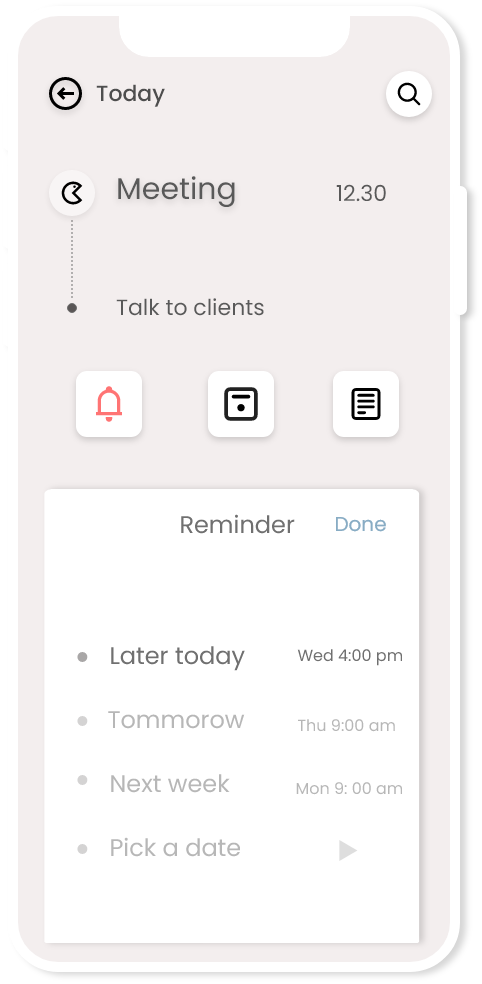 Today
Meeting 12.30
Talk to clients
Reminder Done
Later today Wed 4:00 pm
Tommorow Thu 9:00 am
Next week Mon 9: 00 am
Pick a date